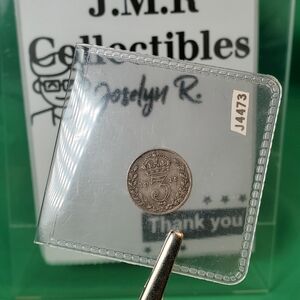 J.M.R
Collectibles
Joselyn R.
J4473
3
Thank you